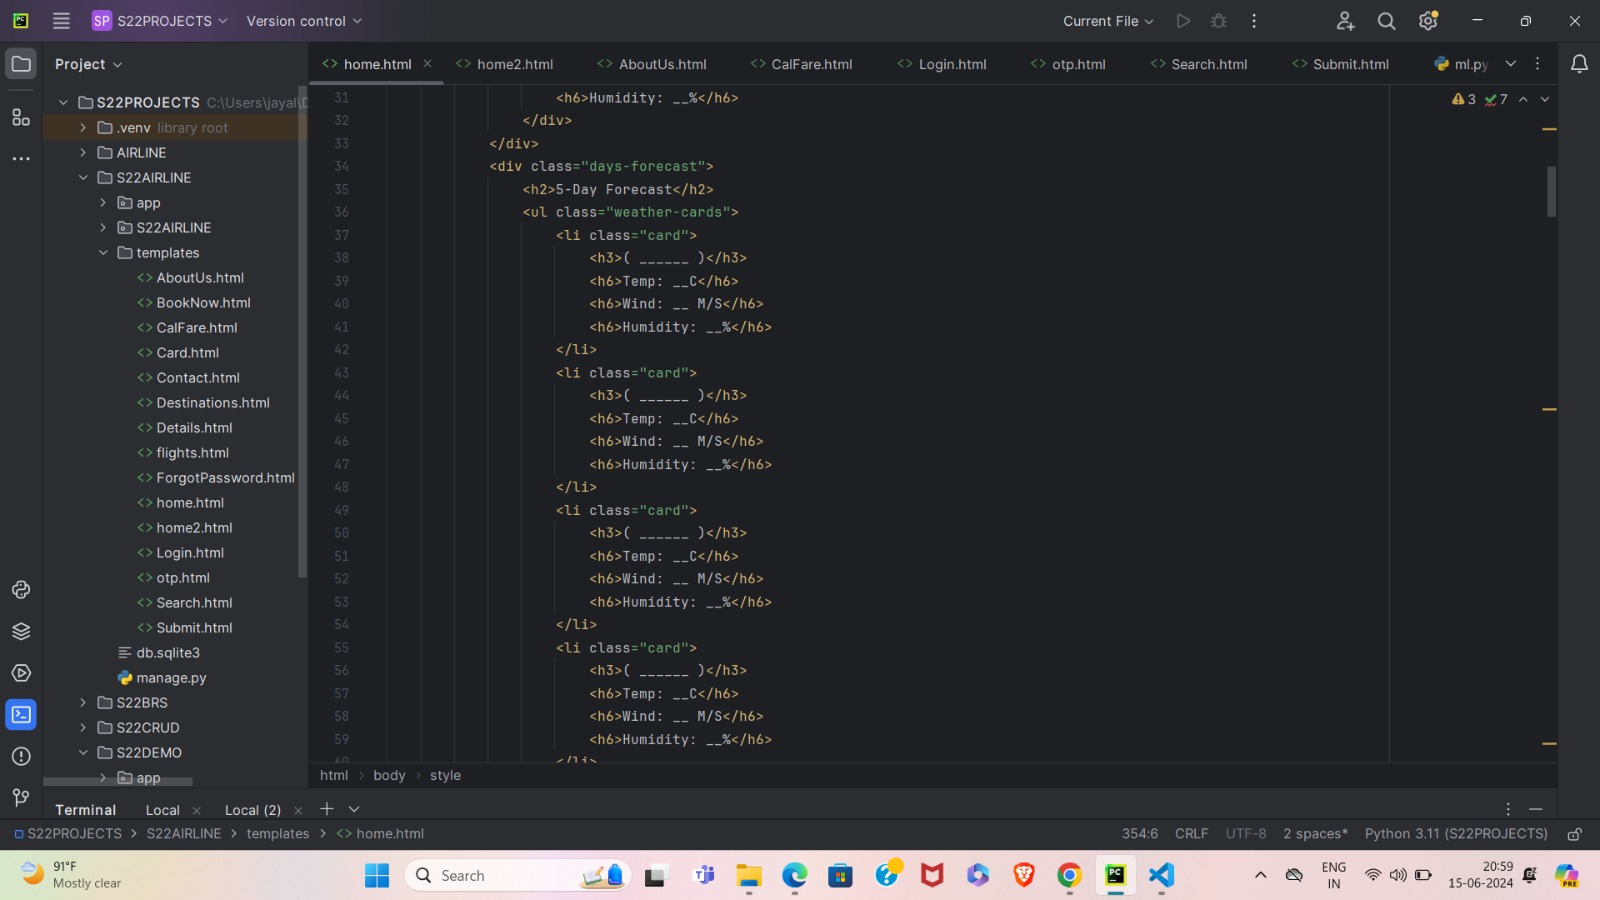 SP S22PROJECTS Version control Current File
Project
home.html home2.html AboutUs.html CalFare.html Login.html otp.html Search.html Submit.html ml.py
S22PROJECTS C:\Users\jayal\D
.venv library root
AIRLINE
S22AIRLINE
app
S22AIRLINE
templates
AboutUs.html
BookNow.html
CalFare.html
Card.html
Contact.html
Destinations.html
Details.html
flights.html
ForgotPassword.html
home.html
home2.html
Login.html
otp.html
Search.html
Submit.html
db.sqlite3
manage.py
S22BRS
S22CRUD
S22DEMO
app
3 7
31 <h6>Humidity: __%</h6>
32 </div>
33 </div>
34 <div class="days-forecast">
35 <h2>5-Day Forecast</h2>
36 <ul class="weather-cards">
37 <li class="card">
38 <h3>( ______ )</h3>
39 <h6>Temp: __C</h6>
40 <h6>Wind: __ M/S</h6>
41 <h6>Humidity: __%</h6>
42 </li>
43 <li class="card">
44 <h3>( ______ )</h3>
45 <h6>Temp: __C</h6>
46 <h6>Wind: __ M/S</h6>
47 <h6>Humidity: __%</h6>
48 </li>
49 <li class="card">
50 <h3>( ______ )</h3>
51 <h6>Temp: __C</h6>
52 <h6>Wind: __ M/S</h6>
53 <h6>Humidity: __%</h6>
54 </li>
55 <li class="card">
56 <h3>( ______ )</h3>
57 <h6>Temp: __C</h6>
58 <h6>Wind: __ M/S</h6>
59 <h6>Humidity: __%</h6>
60 </li>
html body style
Terminal Local Local (2)
S22PROJECTS S22AIRLINE templates home.html 354:6 CRLF UTF-8 2 spaces* Python 3.11 (S22PROJECTS)
91°F
Mostly clear
Search
PC
PRE
ENG
IN
20:59
15-06-2024